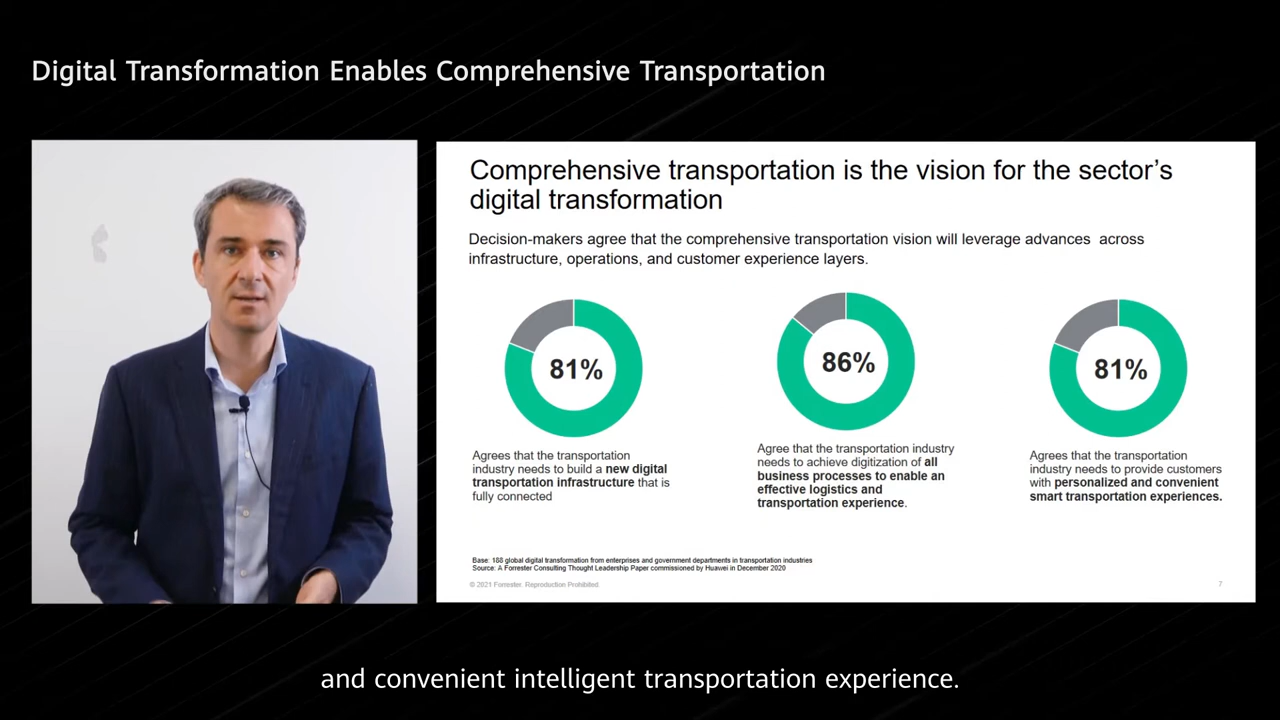 Digital Transformation Enables Comprehensive Transportation
Comprehensive transportation is the vision for the sector’s
digital transformation
Decision-makers agree that the comprehensive transportation vision will leverage advances  across
infrastructure, operations, and customer experience layers.
81%
Agrees that the transportation
industry needs to build a new digital
transportation infrastructure that is
fully connected
86%
Agree that the transportation industry
needs to achieve digitization of all
business processes to enable an
effective logistics and
transportation experience.
81%
Agrees that the transportation
industry needs to provide customers
with personalized and convenient
smart transportation experiences.
Base: 188 global digital transformation from enterprises and government departments in transportation industries
Source: A Forrester Consulting Thought Leadership Paper commissioned by Huawei in December 2020
© 2021 Forrester. Reproduction Prohibited.
7
and convenient intelligent transportation experience.